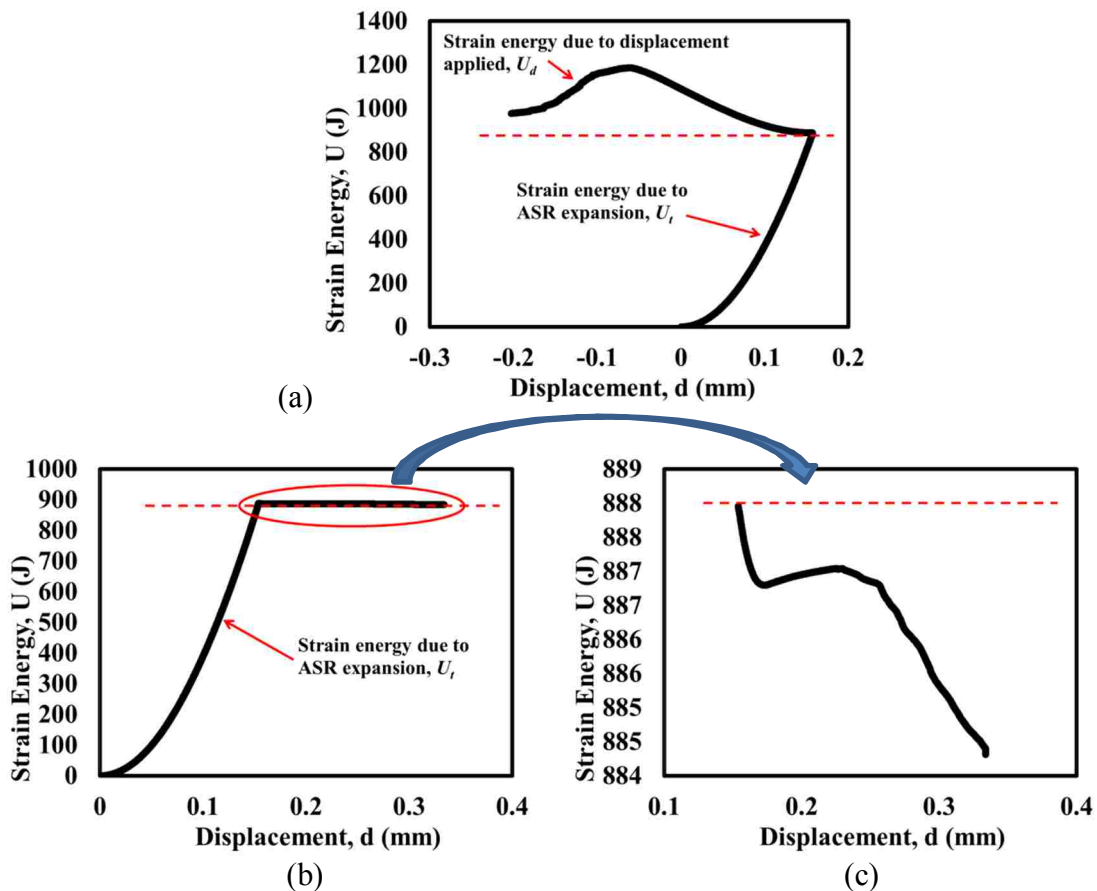 1400
1200
1000
800
600
400
200
0
Strain Energy, U (J)
Strain energy due to displacement
applied, U_d
Strain energy due to
ASR expansion, U_t
-0.3 -0.2 -0.1 0 0.1 0.2
Displacement, d (mm)
(a)
1000
900
800
700
600
500
400
300
200
100
0
Strain Energy, U (J)
Strain energy due to
ASR expansion, U_t
0 0.1 0.2 0.3 0.4
Displacement, d (mm)
(b)
889
888
888
887
887
886
886
885
885
884
Strain Energy, U (J)
0.1 0.2 0.3 0.4
Displacement, d (mm)
(c)